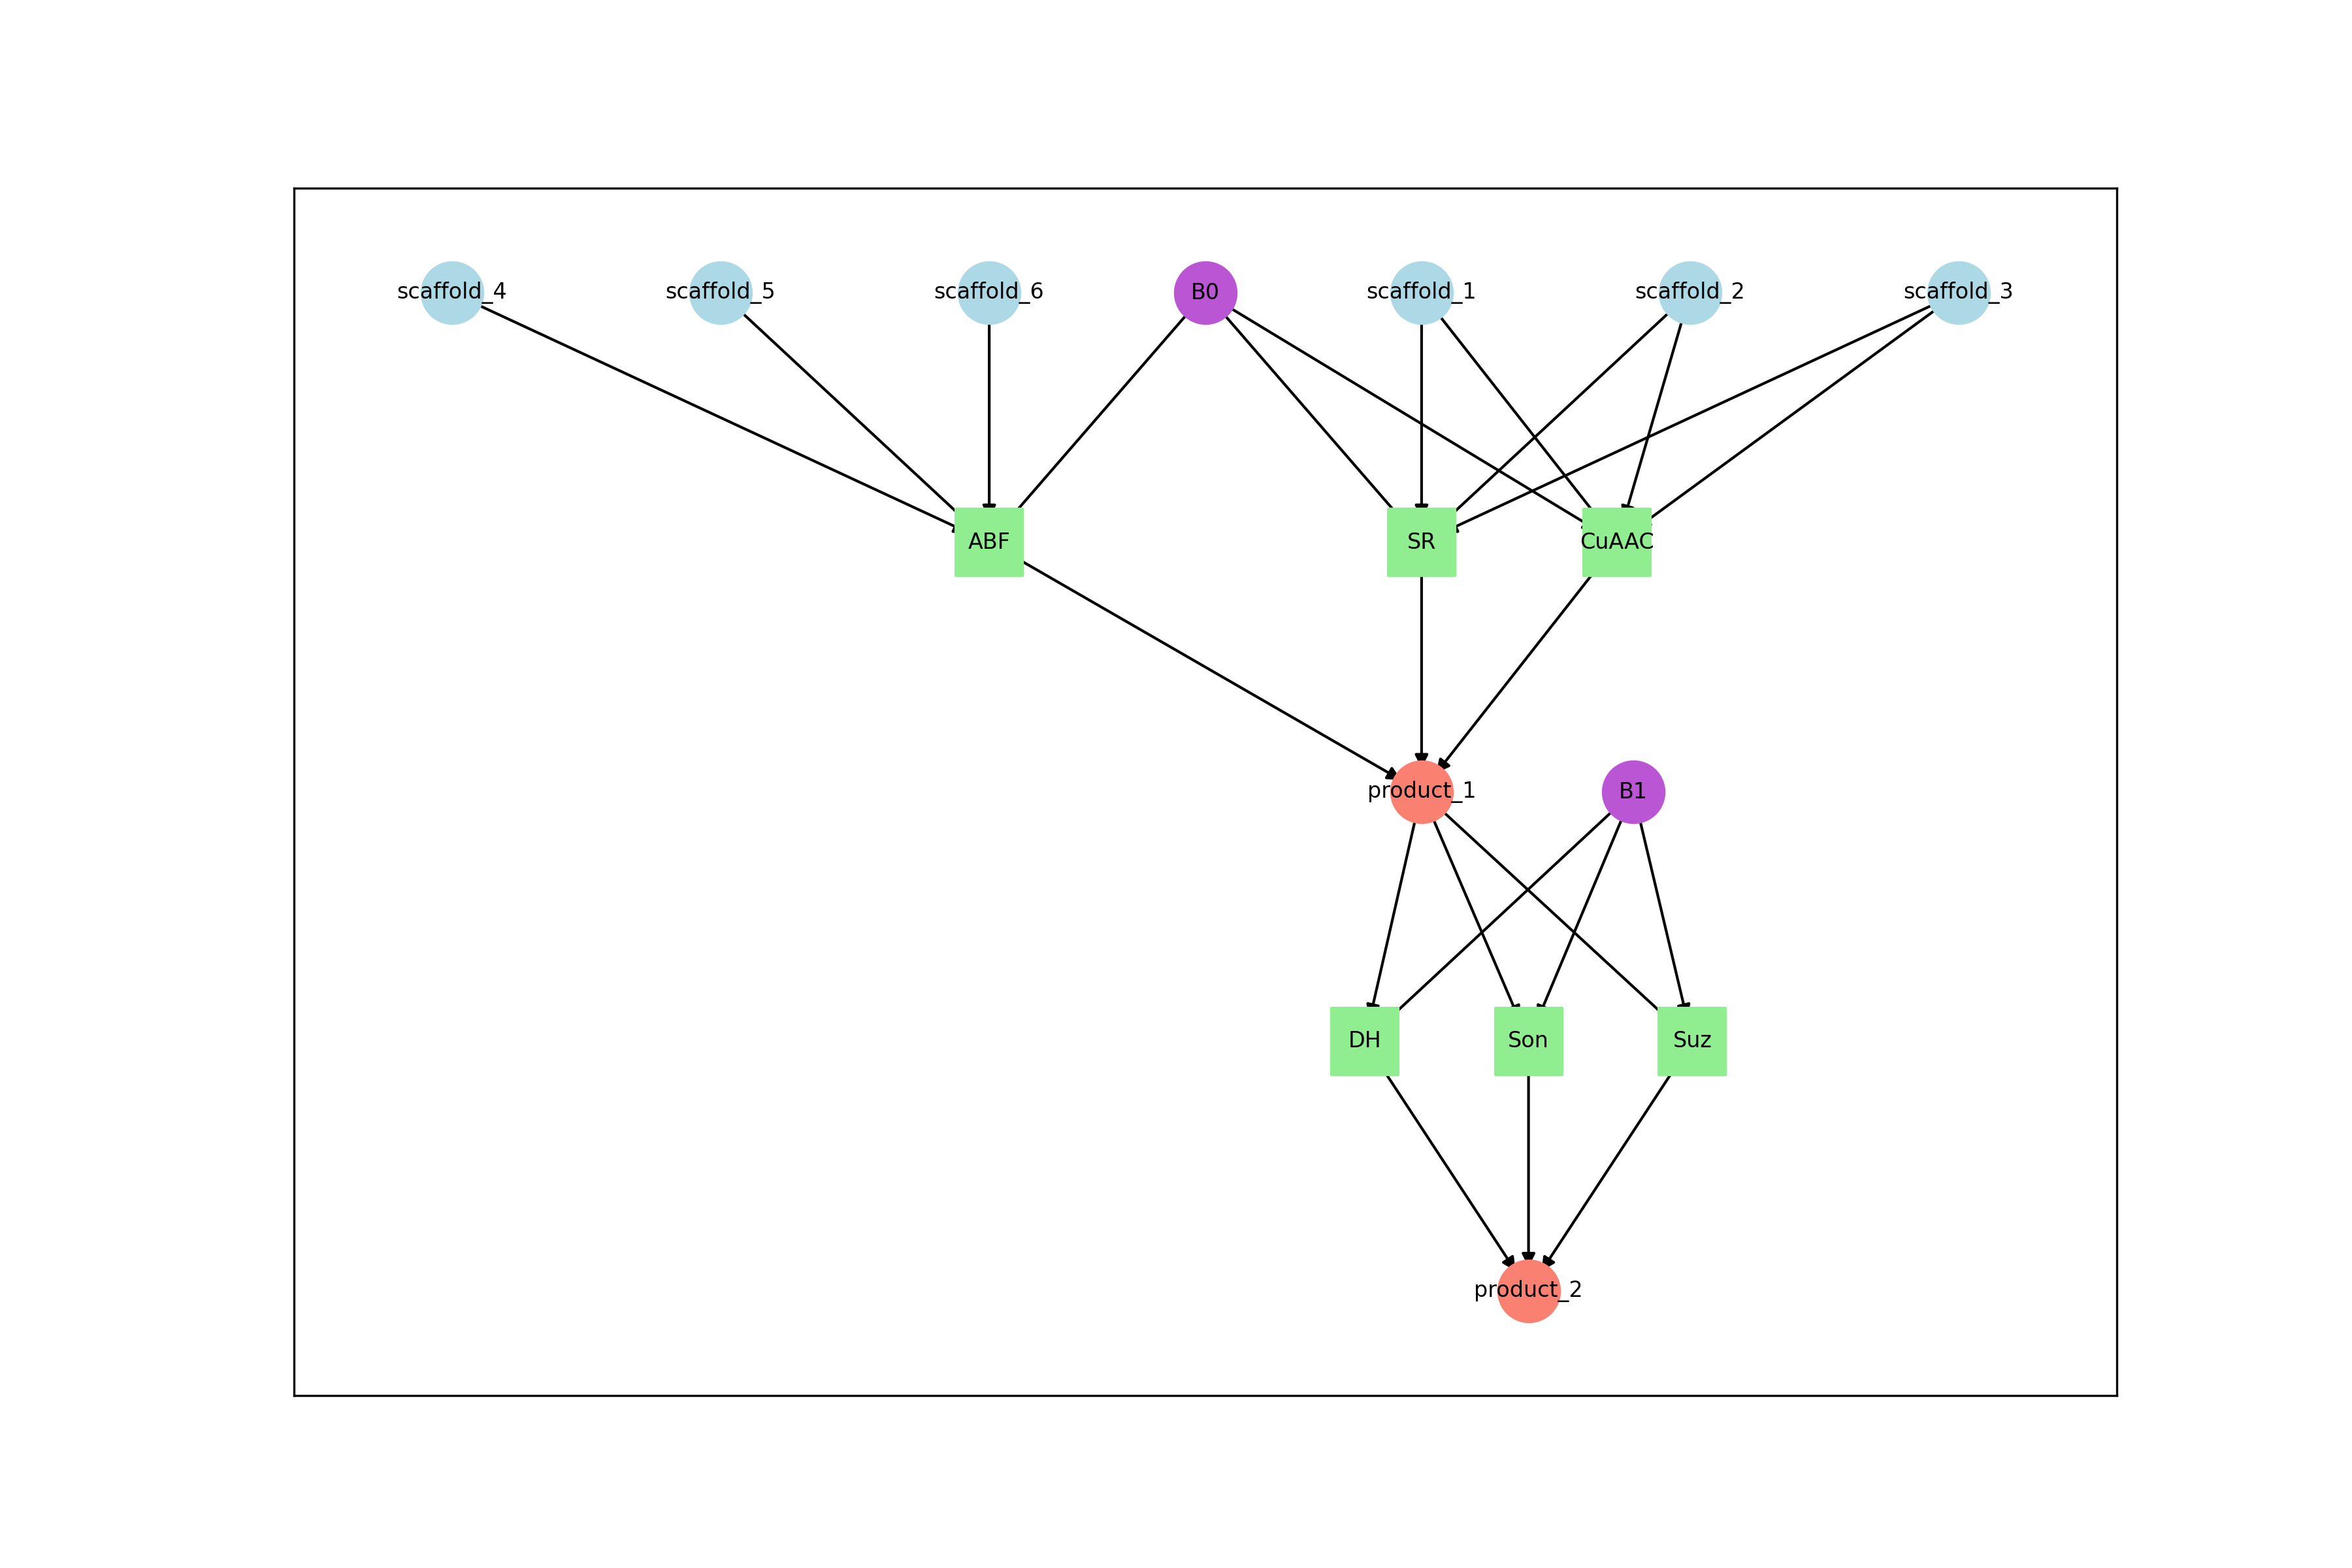 scaffold_4
scaffold_5
scaffold_6
B0
scaffold_1
scaffold_2
scaffold_3
ABF
SR
CuAAC
product_1
B1
DH
Son
Suz
product_2